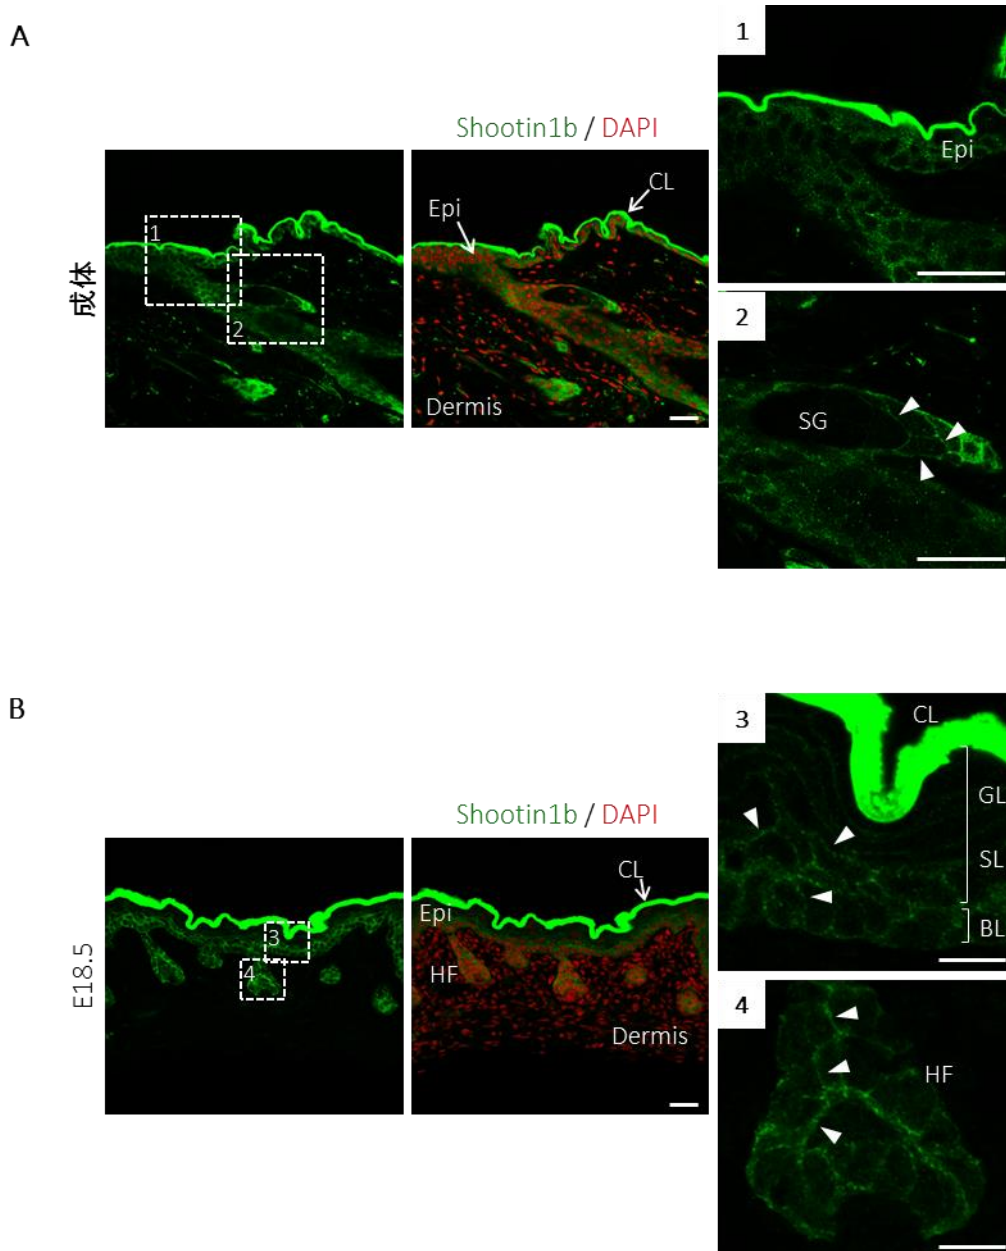 A
Shootin1b / DAPI
成体
1
2
Epi
CL
Dermis
1
Epi
2
SG
B
Shootin1b / DAPI
E18.5
3
4
CL
Epi
HF
Dermis
3
CL
GL
SL
BL
4
HF